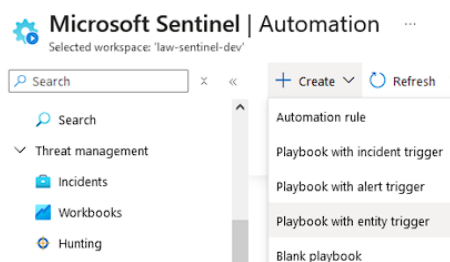 Microsoft Sentinel | Automation ...
Selected workspace: 'law-sentinel-dev'
Search
Create
Refresh
Search
Automation rule
Threat management
Playbook with incident trigger
Incidents
Playbook with alert trigger
Workbooks
Playbook with entity trigger
Hunting
Blank playbook